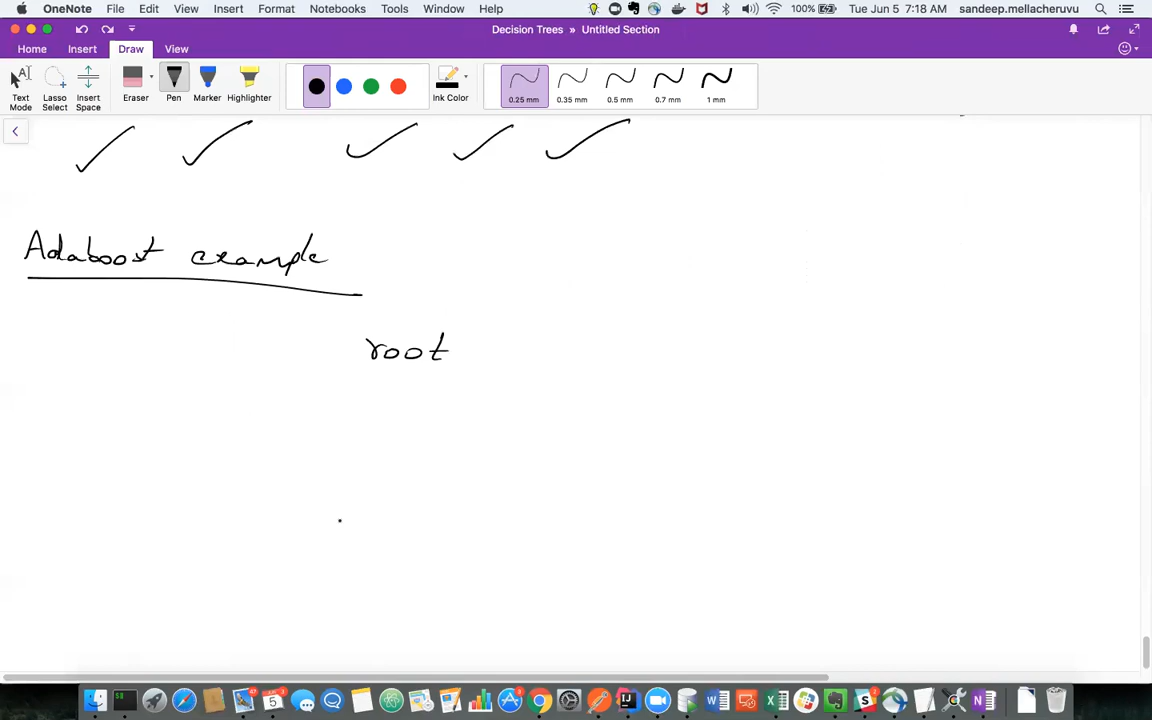 OneNote File Edit View Insert Format Notebooks Tools Window Help 100% Tue Jun 5 7:18 AM sandeep.mellacheruvu
Decision Trees » Untitled Section
Home Insert Draw View
Text Mode Lasso Select Insert Space Eraser Pen Marker Highlighter Ink Color 0.25 mm 0.35 mm 0.5 mm 0.7 mm 1 mm
Adaboost example
root